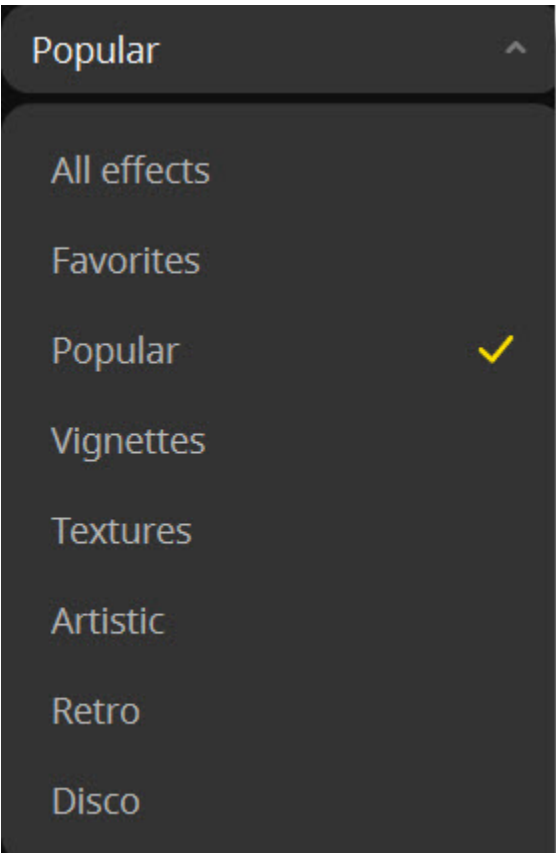 Popular
All effects
Favorites
Popular
Vignettes
Textures
Artistic
Retro
Disco